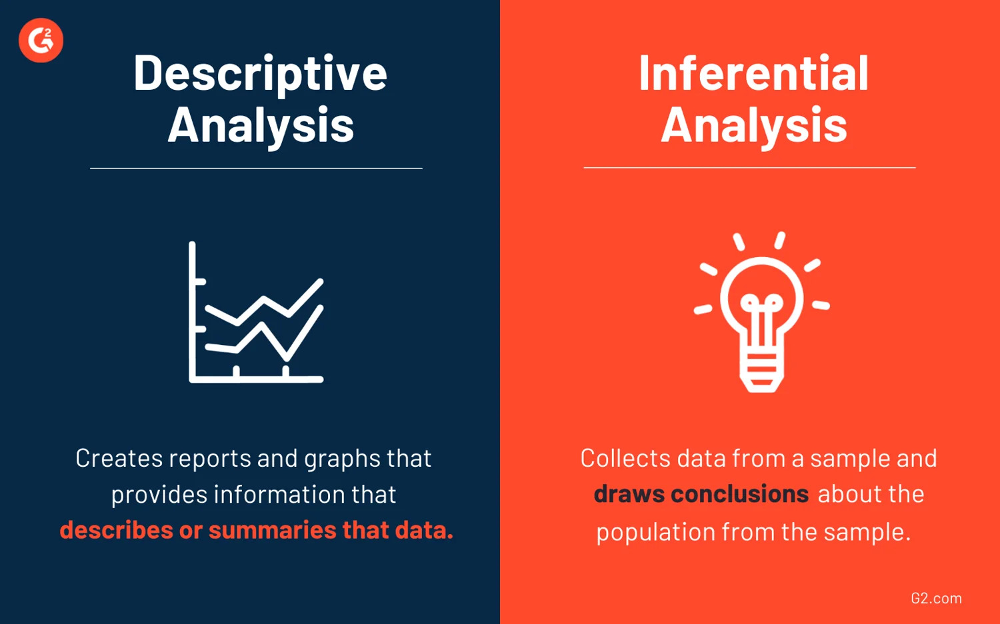 G2
Descriptive
Analysis
Creates reports and graphs that
provides information that
describes or summaries that data.
Inferential
Analysis
Collects data from a sample and
draws conclusions about the
population from the sample.
G2.com